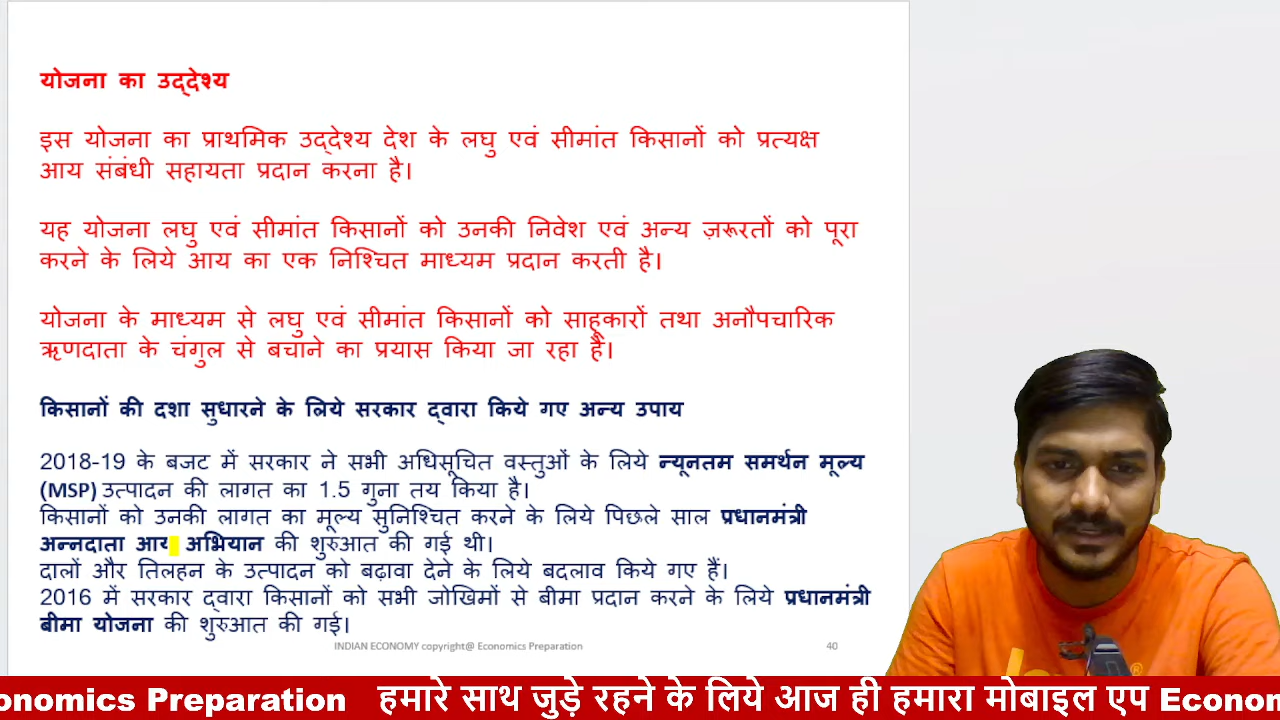 योजना का उद्देश्य
इस योजना का प्राथमिक उद्देश्य देश के लघु एवं सीमांत किसानों को प्रत्यक्ष
आय संबंधी सहायता प्रदान करना है।
यह योजना लघु एवं सीमांत किसानों को उनकी निवेश एवं अन्य ज़रूरतों को पूरा
करने के लिये आय का एक निश्चित माध्यम प्रदान करती है।
योजना के माध्यम से लघु एवं सीमांत किसानों को साहूकारों तथा अनौपचारिक
ऋणदाता के चंगुल से बचाने का प्रयास किया जा रहा है।
किसानों की दशा सुधारने के लिये सरकार द्वारा किये गए अन्य उपाय
2018-19 के बजट में सरकार ने सभी अधिसूचित वस्तुओं के लिये न्यूनतम समर्थन मूल्य
(MSP) उत्पादन की लागत का 1.5 गुना तय किया है।
किसानों को उनकी लागत का मूल्य सुनिश्चित करने के लिये पिछले साल प्रधानमंत्री
अन्नदाता आय अभियान की शुरुआत की गई थी।
दालों और तिलहन के उत्पादन को बढ़ावा देने के लिये बदलाव किये गए हैं।
2016 में सरकार द्वारा किसानों को सभी जोखिमों से बीमा प्रदान करने के लिये प्रधानमंत्री
बीमा योजना की शुरुआत की गई।
INDIAN ECONOMY copyright@ Economics Preparation 40
onomics Preparation हमारे साथ जुड़े रहने के लिये आज ही हमारा मोबाइल एप Econon